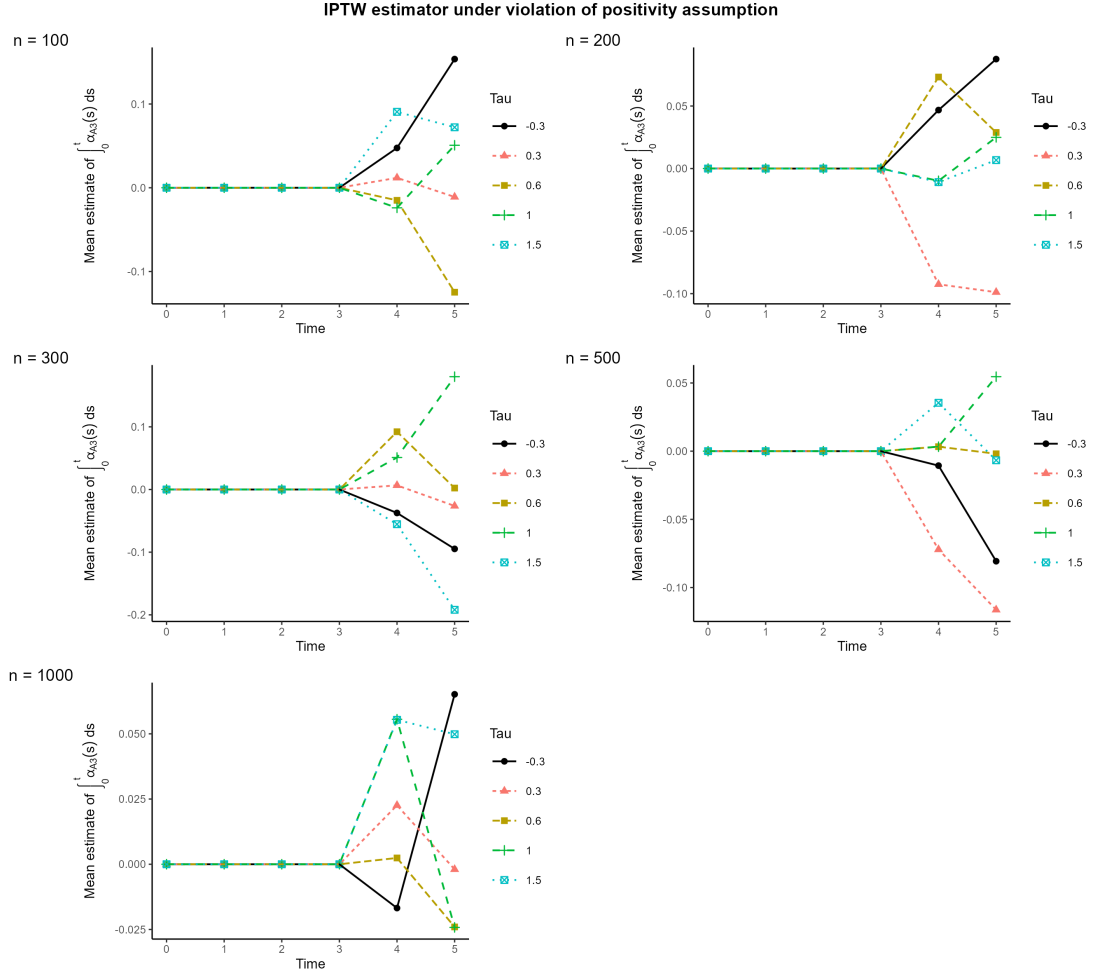 IPTW estimator under violation of positivity assumption
n = 100
Mean estimate of ∫₀ᵗ α_A3(s) ds
0.1
0.0
-0.1
0 1 2 3 4 5
Time
Tau
-0.3
0.3
0.6
1
1.5
n = 200
Mean estimate of ∫₀ᵗ α_A3(s) ds
0.05
0.00
-0.05
-0.10
0 1 2 3 4 5
Time
Tau
-0.3
0.3
0.6
1
1.5
n = 300
Mean estimate of ∫₀ᵗ α_A3(s) ds
0.1
0.0
-0.1
-0.2
0 1 2 3 4 5
Time
Tau
-0.3
0.3
0.6
1
1.5
n = 500
Mean estimate of ∫₀ᵗ α_A3(s) ds
0.05
0.00
-0.05
-0.10
0 1 2 3 4 5
Time
Tau
-0.3
0.3
0.6
1
1.5
n = 1000
Mean estimate of ∫₀ᵗ α_A3(s) ds
0.050
0.025
0.000
-0.025
0 1 2 3 4 5
Time
Tau
-0.3
0.3
0.6
1
1.5